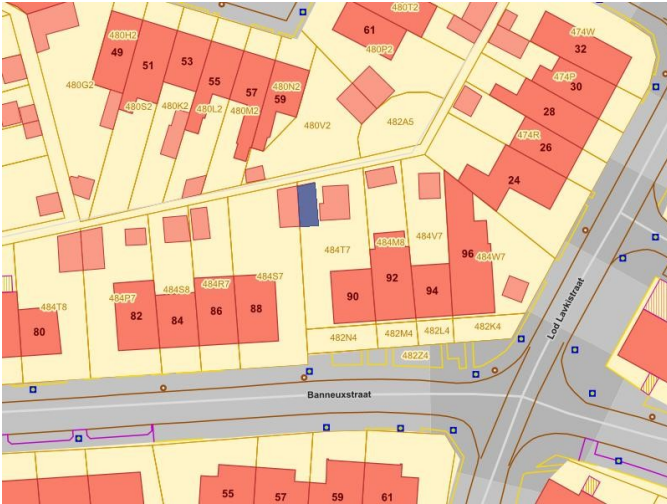 480T2
61
480P2
474W
32
480H2
49
51
53
55
57
59
480N2
480G2
480S2
480K2
480L2
480M2
480V2
482A5
474P
30
28
474R
26
24
484T7
484M8
484V7
96
484W7
90
92
94
484T8
80
484P7
82
484S8
84
484R7
86
484S7
88
482N4
482M4
482L4
482K4
482Z4
Lod Lavkistraat
Banneuxstraat
55
57
59
61